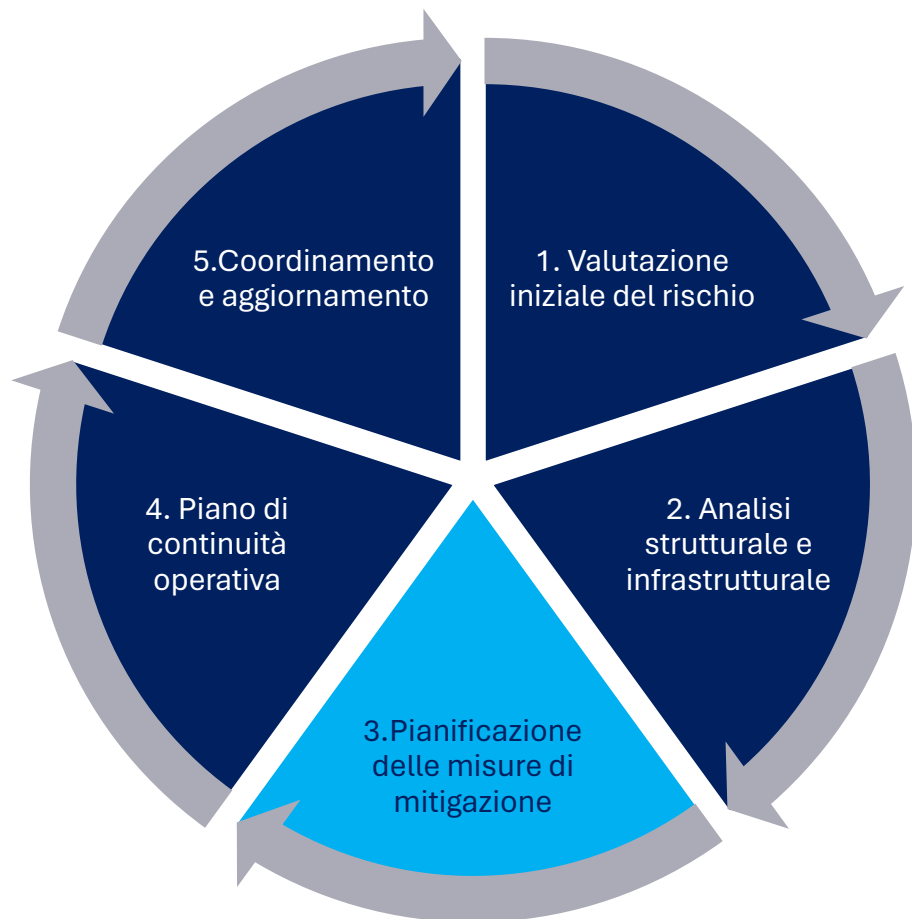 1. Valutazione
iniziale del rischio
2. Analisi
strutturale e
infrastrutturale
3.Pianificazione
delle misure di
mitigazione
4. Piano di
continuità
operativa
5.Coordinamento
e aggiornamento